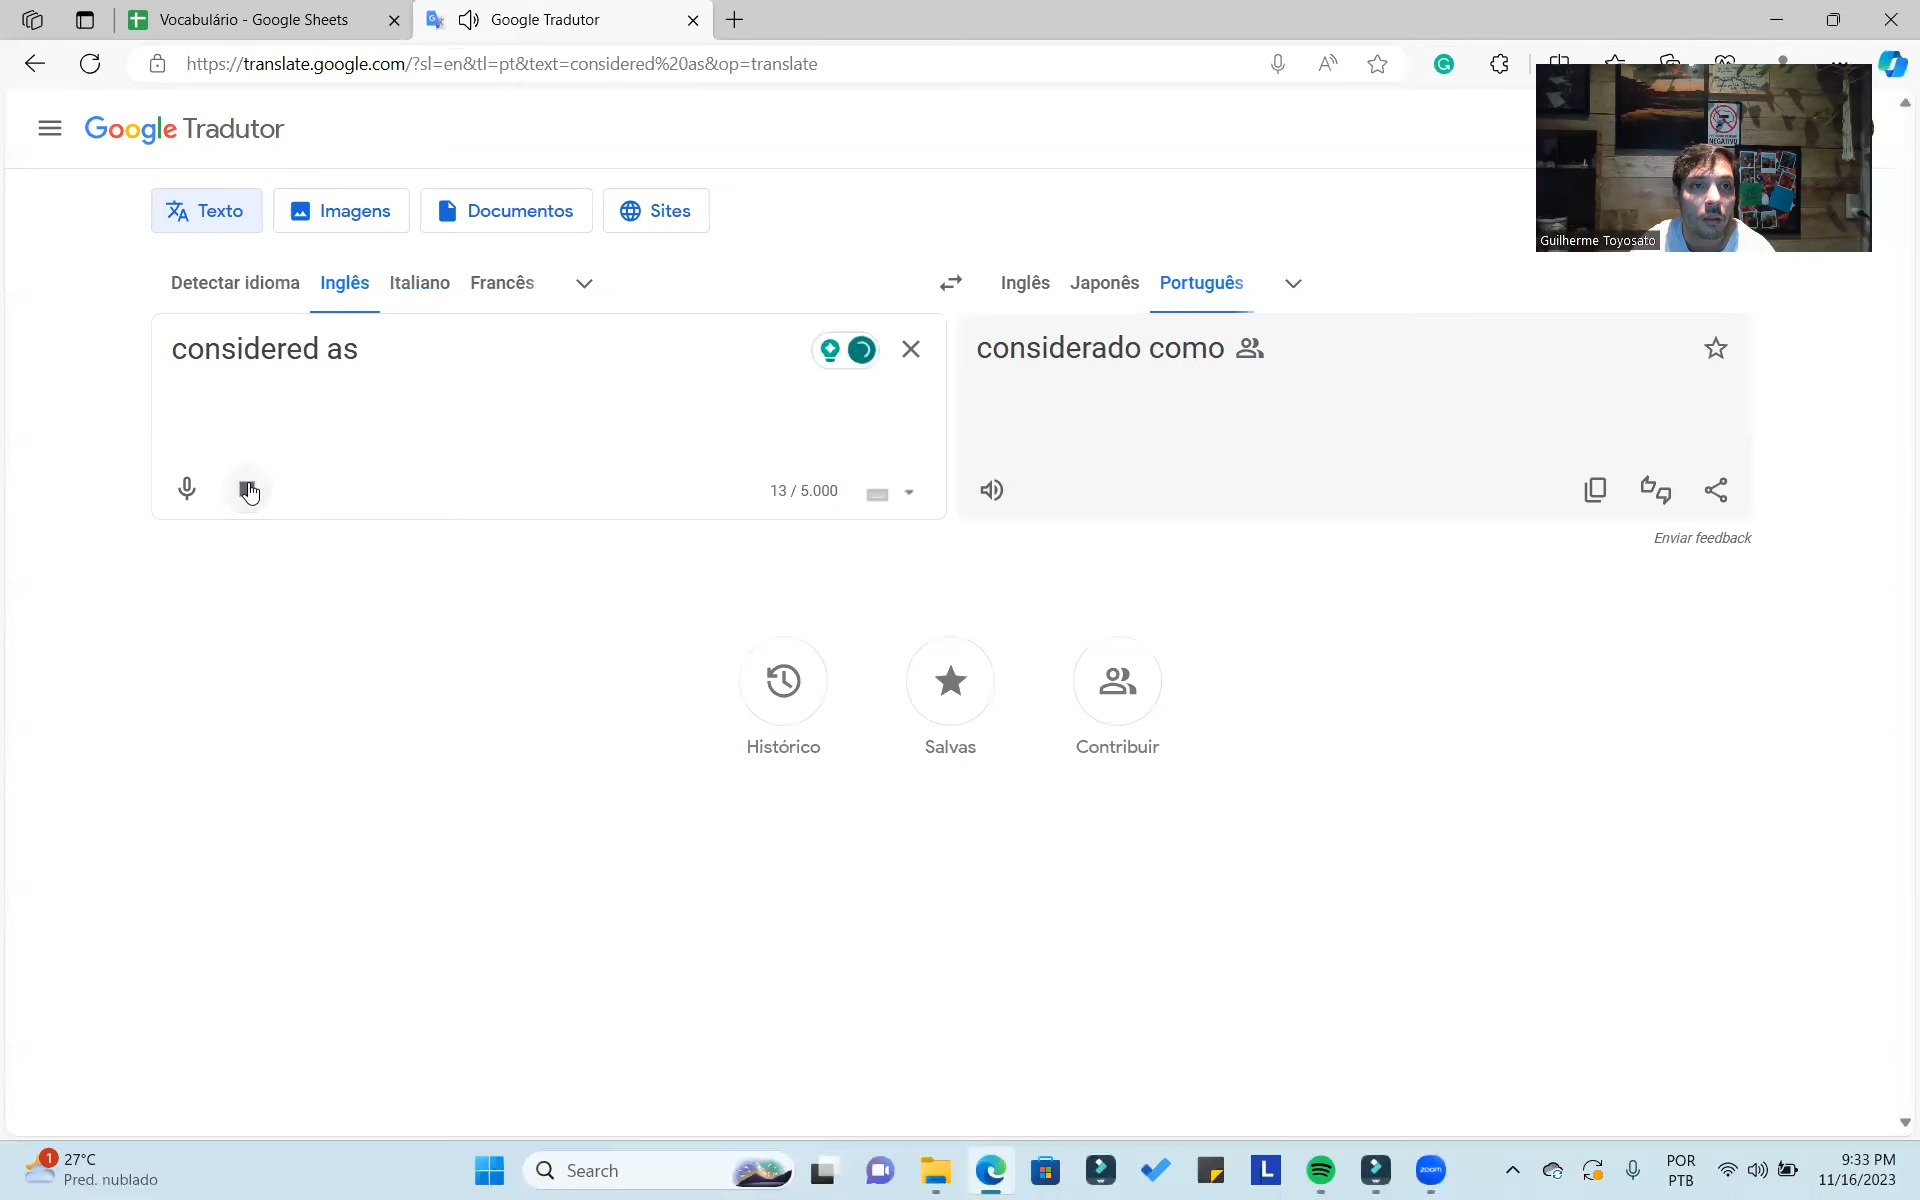 Vocabulário - Google Sheets
Google Tradutor
https://translate.google.com/?sl=en&tl=pt&text=considered%20as&op=translate
Google Tradutor
NEGATIVO
Guilherme Toyosato
Texto
Imagens
Documentos
Sites
Detectar idioma
Inglês
Italiano
Francês
Inglês
Japonês
Português
considered as
considerado como
13 / 5.000
Enviar feedback
Histórico
Salvas
Contribuir
1
27°C
Pred. nublado
Search
L
zoom
POR
PTB
9:33 PM
11/16/2023